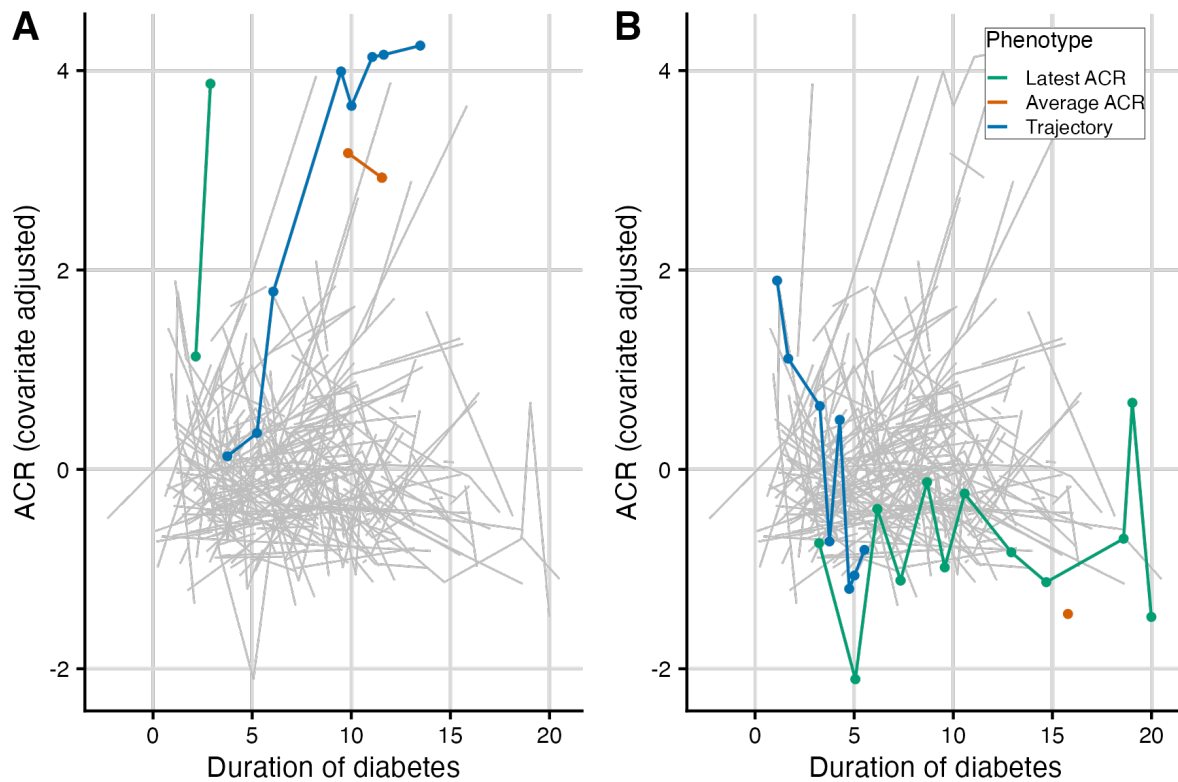 A
ACR (covariate adjusted)
4
2
0
-2
0 5 10 15 20
Duration of diabetes
B
ACR (covariate adjusted)
4
2
0
-2
0 5 10 15 20
Duration of diabetes
Phenotype
Latest ACR
Average ACR
Trajectory